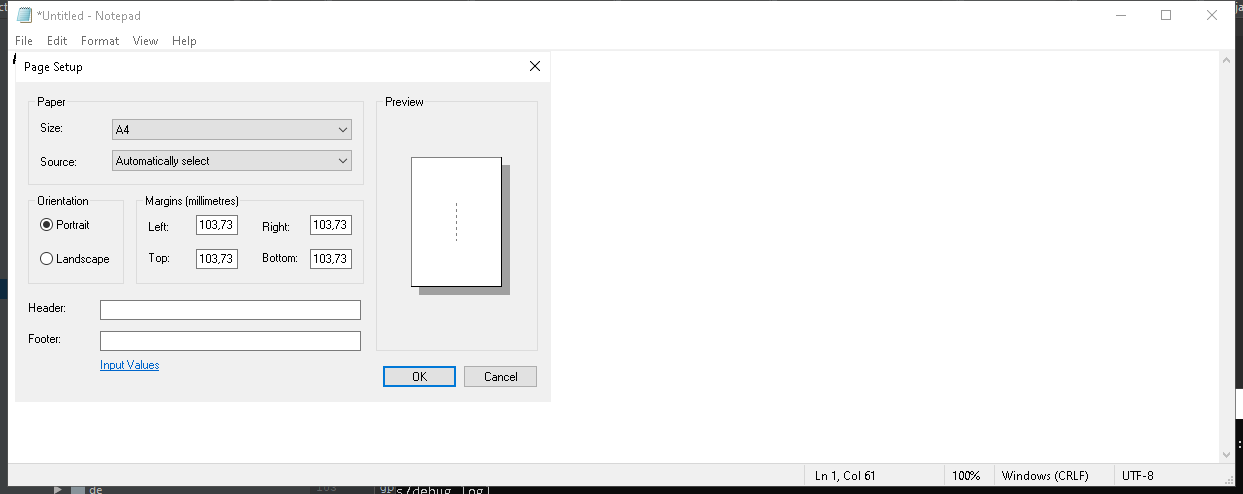 *Untitled - Notepad
File Edit Format View Help
Page Setup
Paper
Size: A4
Source: Automatically select
Orientation
Portrait
Landscape
Margins (millimetres)
Left: 103,73 Right: 103,73
Top: 103,73 Bottom: 103,73
Header:
Footer:
Input Values
Preview
OK Cancel
Ln 1, Col 61 100% Windows (CRLF) UTF-8
de